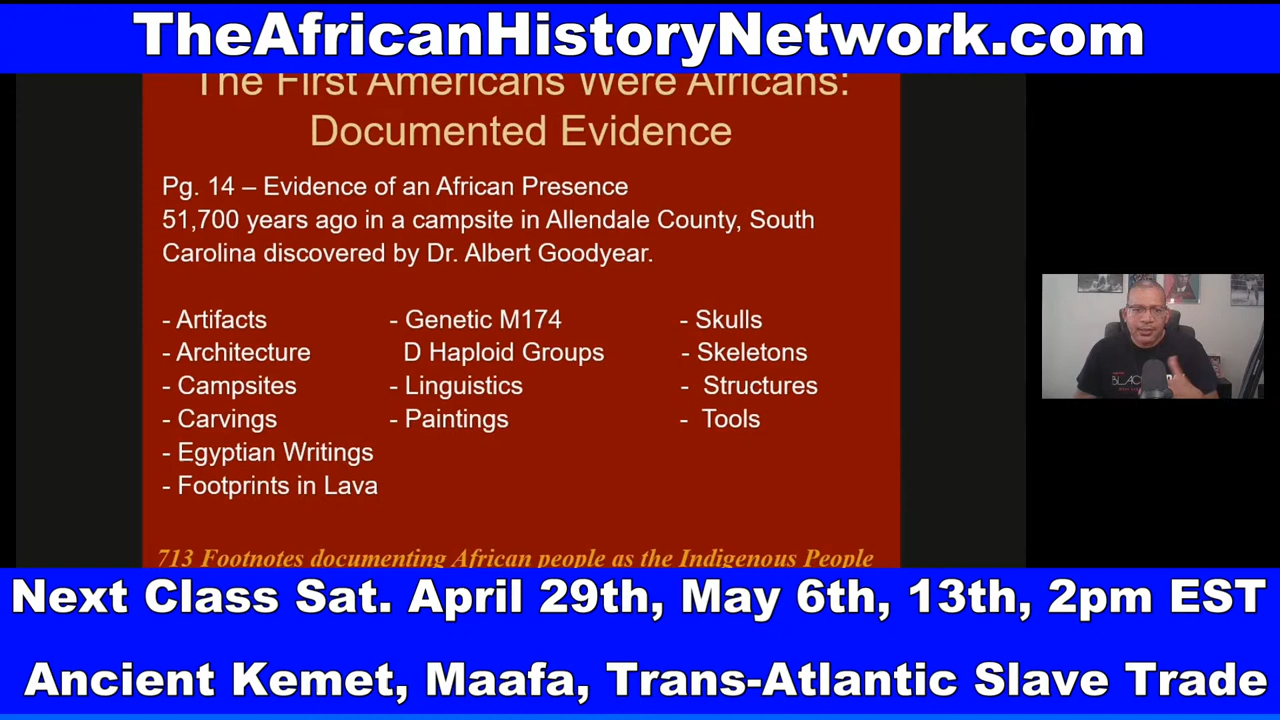 TheAfricanHistoryNetwork.com
The First Americans Were Africans:
Documented Evidence
Pg. 14 – Evidence of an African Presence
51,700 years ago in a campsite in Allendale County, South
Carolina discovered by Dr. Albert Goodyear.
- Artifacts
- Architecture
- Campsites
- Carvings
- Egyptian Writings
- Footprints in Lava
- Genetic M174
D Haploid Groups
- Linguistics
- Paintings
- Skulls
- Skeletons
- Structures
- Tools
713 Footnotes documenting African people as the Indigenous People
Next Class Sat. April 29th, May 6th, 13th, 2pm EST
Ancient Kemet, Maafa, Trans-Atlantic Slave Trade